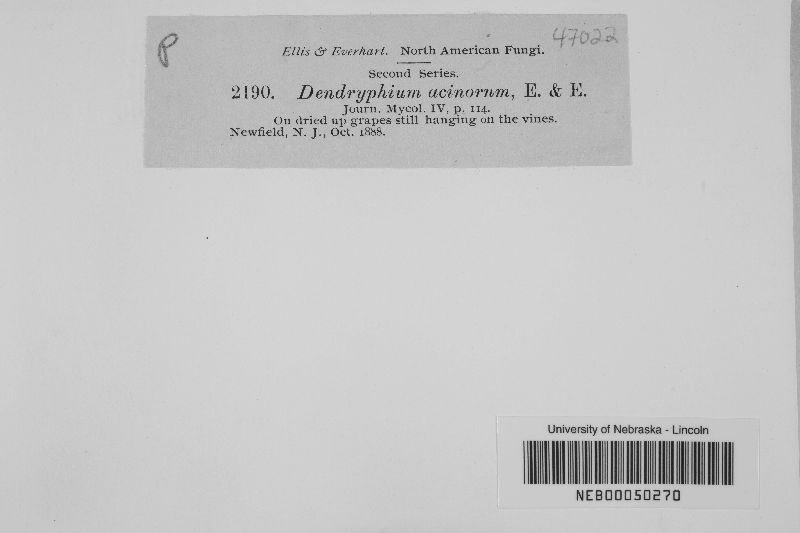 P
47022
Ellis & Everhart. North American Fungi.
Second Series.
2190. Dendryphium acinorum, E. & E.
Journ. Mycol. IV, p. 114.
On dried up grapes still hanging on the vines.
Newfield, N. J., Oct. 1888.
University of Nebraska - Lincoln
NEB00050270